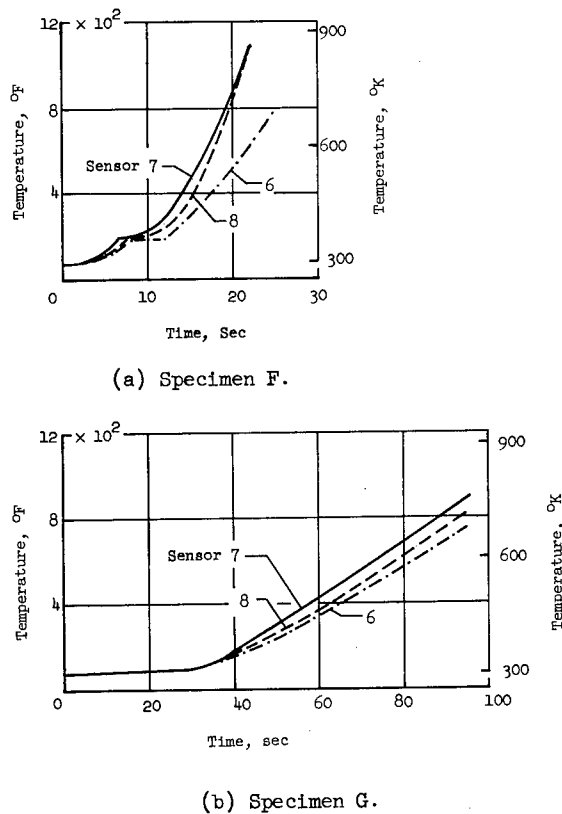 12 × 10²
900
Temperature, °F
8
600
Temperature, °K
Sensor 7
6
4
8
300
0 10 20 30
Time, Sec
(a) Specimen F.
12 × 10²
900
Temperature, °F
8
600
Temperature, °K
Sensor 7
8
4
6
300
0 20 40 60 80 100
Time, sec
(b) Specimen G.